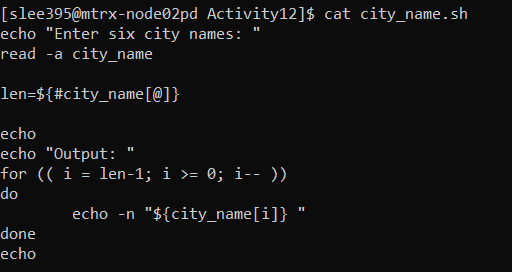 [slee395@mtrx-node02pd Activity12]$ cat city_name.sh
echo "Enter six city names: "
read -a city_name

len=${#city_name[@]}

echo
echo "Output: "
for (( i = len-1; i >= 0; i-- ))
do
        echo -n "${city_name[i]} "
done
echo